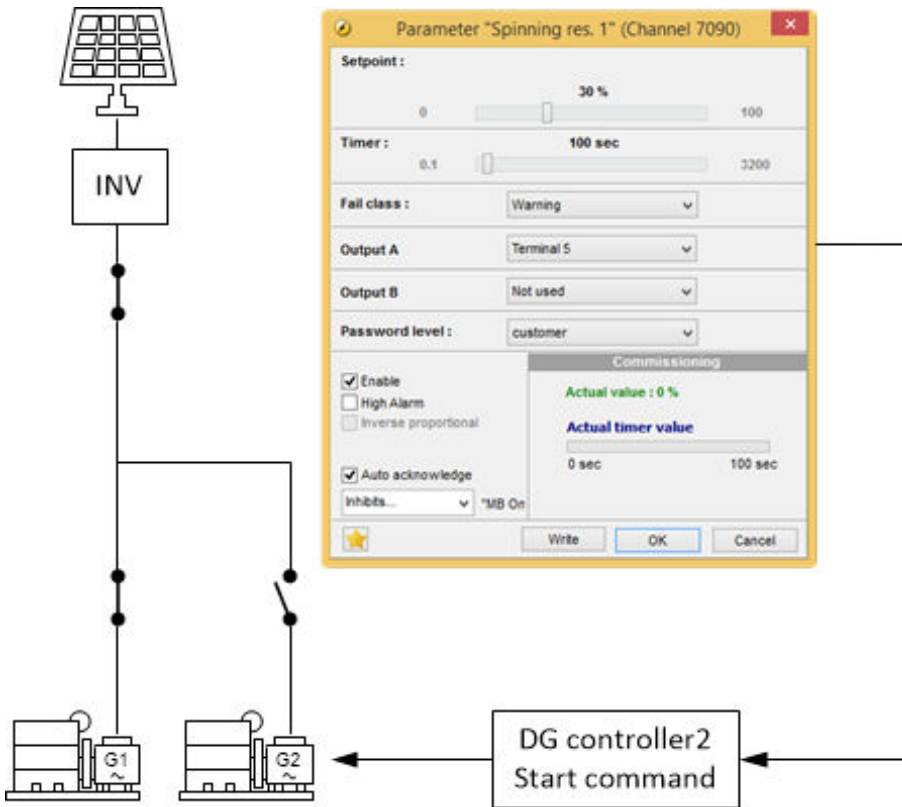 Parameter "Spinning res. 1" (Channel 7090)
Setpoint :
30 %
0 100
Timer : 100 sec
0.1 3200
Fail class : Warning
Output A Terminal 5
Output B Not used
Password level : customer
Commissioning
Enable
High Alarm
Inverse proportional
Actual value : 0 %
Actual timer value
0 sec 100 sec
Auto acknowledge
Inhibits... "MB On
Write OK Cancel
INV
G1
~
G2
~
DG controller2
Start command